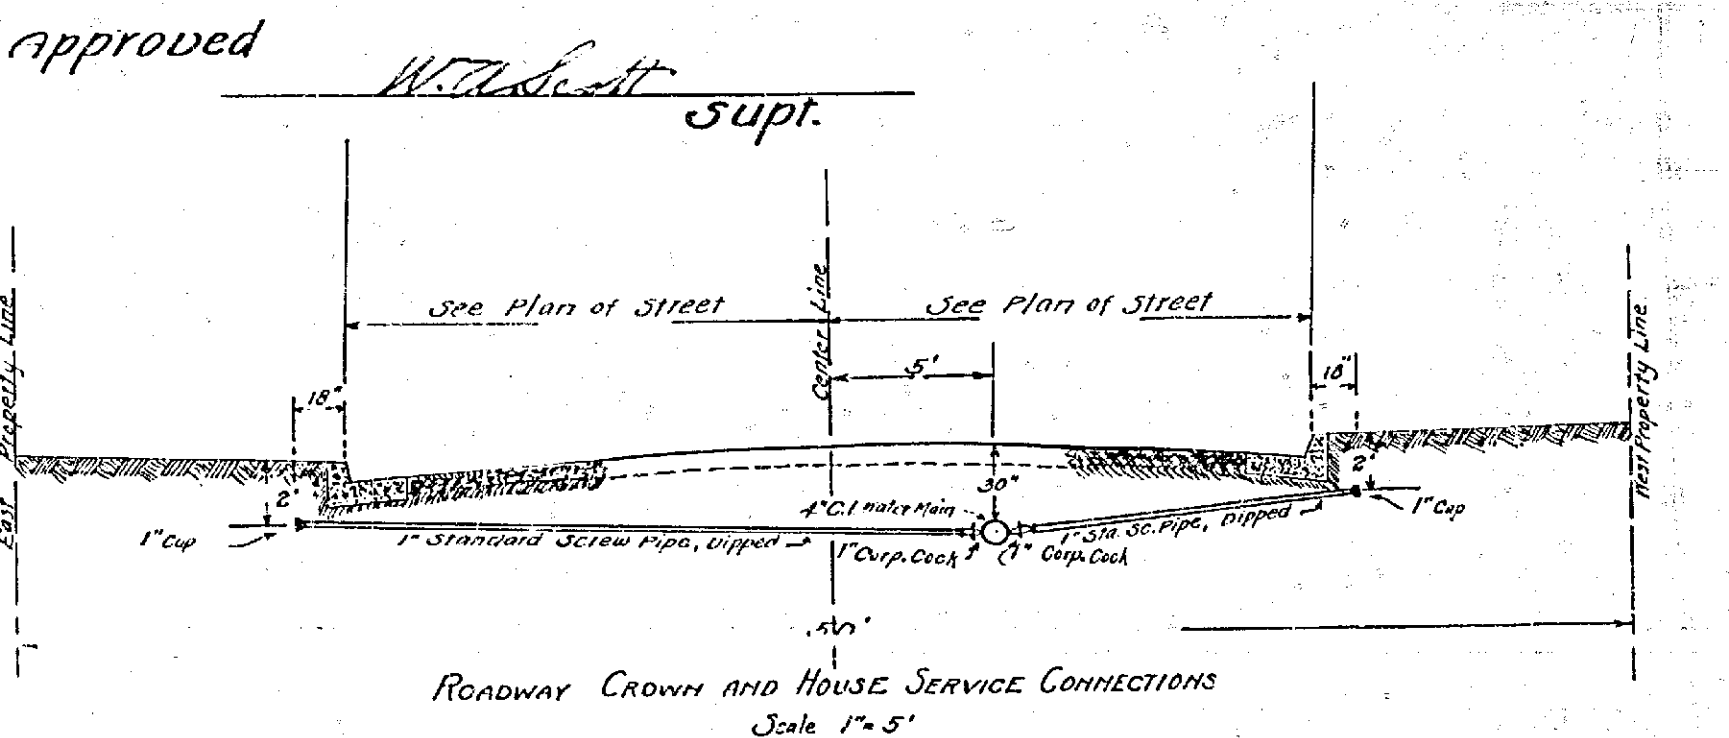 Approved
W. A. Scott
Supt.
See Plan of Street
See Plan of Street
Center Line
5'
18"
18"
East Property Line
West Property Line
2'
2'
30"
4" C.I. Water Main
1" Cap
1" Cap
1" Standard Screw Pipe, Dipped
1" Sta. Sc. Pipe, Dipped
1" Corp. Cock
1" Corp. Cock
50'
ROADWAY CROWN AND HOUSE SERVICE CONNECTIONS
Scale 1" = 5'